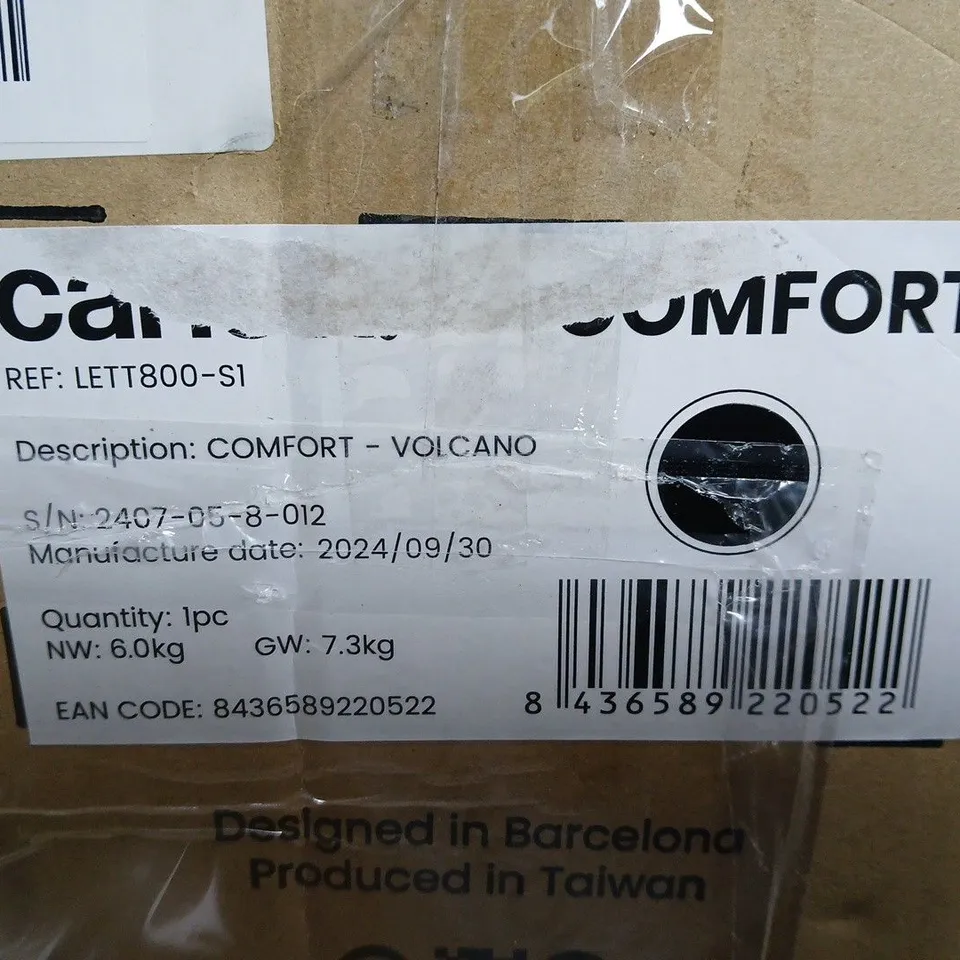 COMFORT
REF: LETT800-S1
Description: COMFORT - VOLCANO
S/N: 2407-05-8-012
Manufacture date: 2024/09/30
Quantity: 1pc
NW: 6.0kg GW: 7.3kg
EAN CODE: 8436589220522
8 436589 220522
Designed in Barcelona
Produced in Taiwan